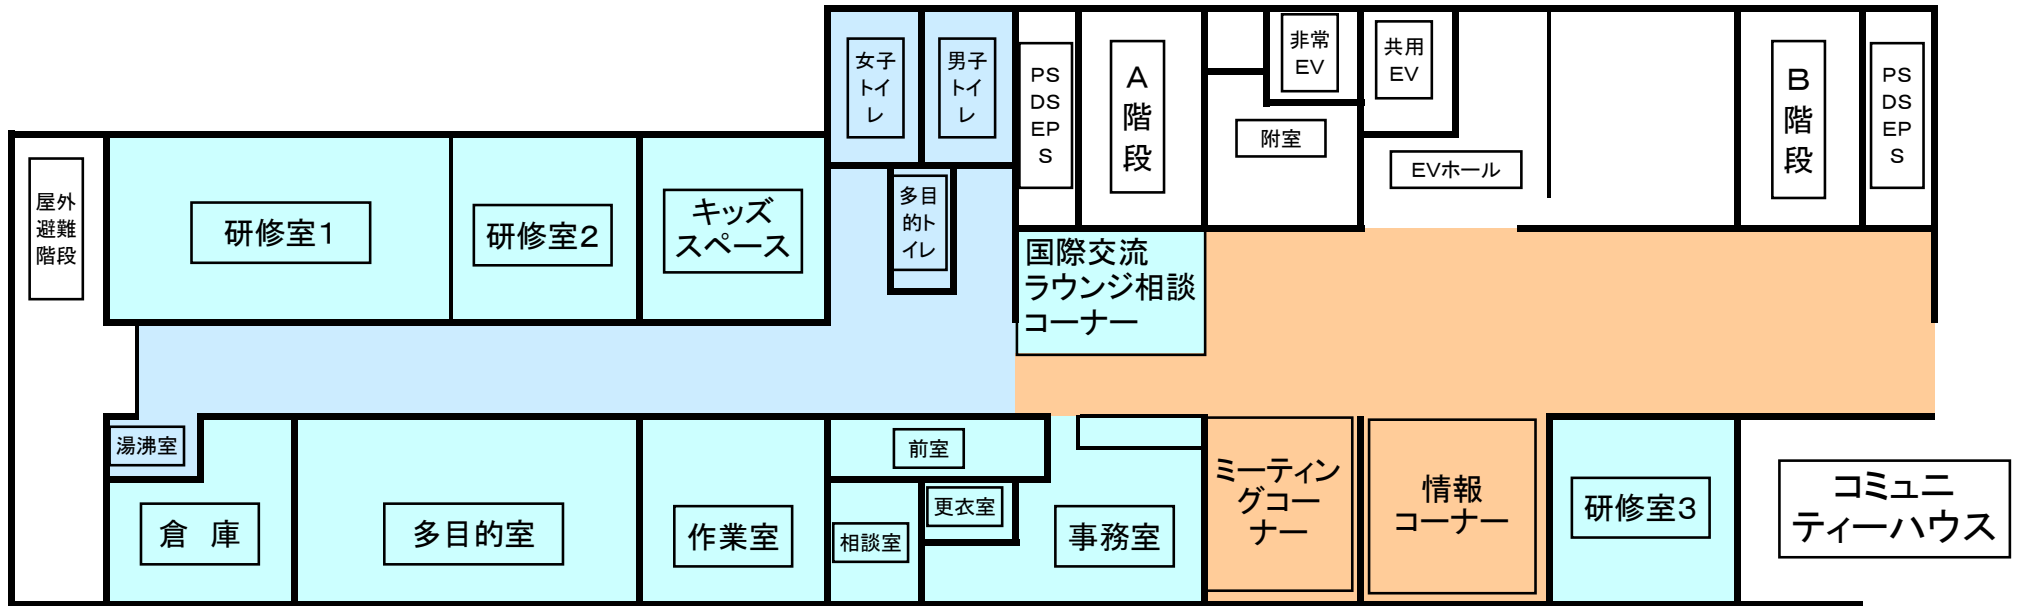 女子
トイ
レ
男子
トイ
レ
PS
DS
EP
S
A
階
段
非常
EV
共用
EV
附室
EVホール
B
階
段
PS
DS
EP
S
屋外
避難
階段
研修室1
研修室2
キッズ
スペース
多目
的ト
イレ
国際交流
ラウンジ相談
コーナー
湯沸室
倉 庫
多目的室
作業室
前室
相談室
更衣室
事務室
ミーティン
グコー
ナー
情報
コーナー
研修室3
コミュニ
ティーハウス